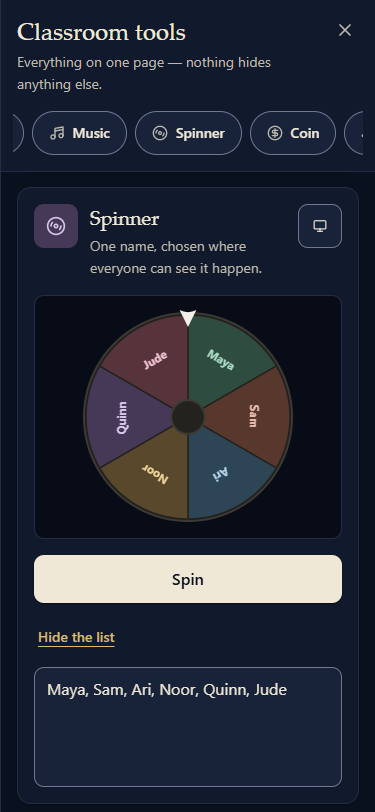 Classroom tools
Everything on one page — nothing hides
anything else.
Music
Spinner
Coin
Spinner
One name, chosen where
everyone can see it happen.
Jude
Maya
Quinn
Sam
Noor
Ari
Spin
Hide the list
Maya, Sam, Ari, Noor, Quinn, Jude